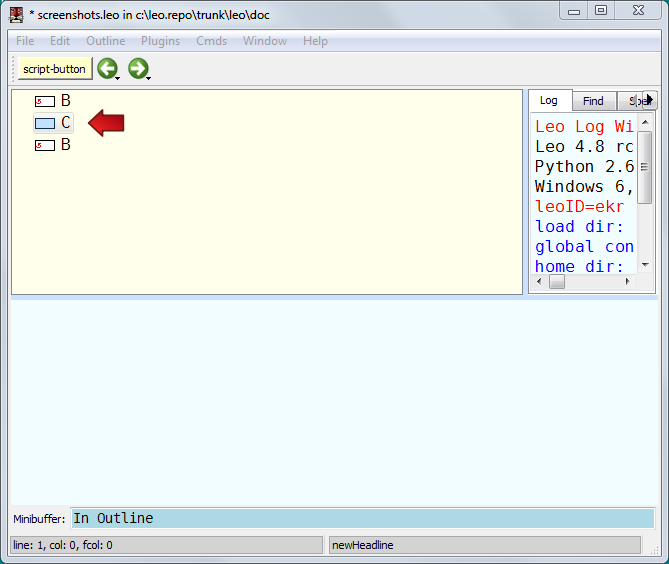 * screenshots.leo in c:\leo.repo\trunk\leo\doc
File Edit Outline Plugins Cmds Window Help
script-button
B
C
B
Log Find
Leo Log Wi
Leo 4.8 rc
Python 2.6
Windows 6,
leoID=ekr
load dir:
global con
home dir:
Minibuffer: In Outline
line: 1, col: 0, fcol: 0 newHeadline